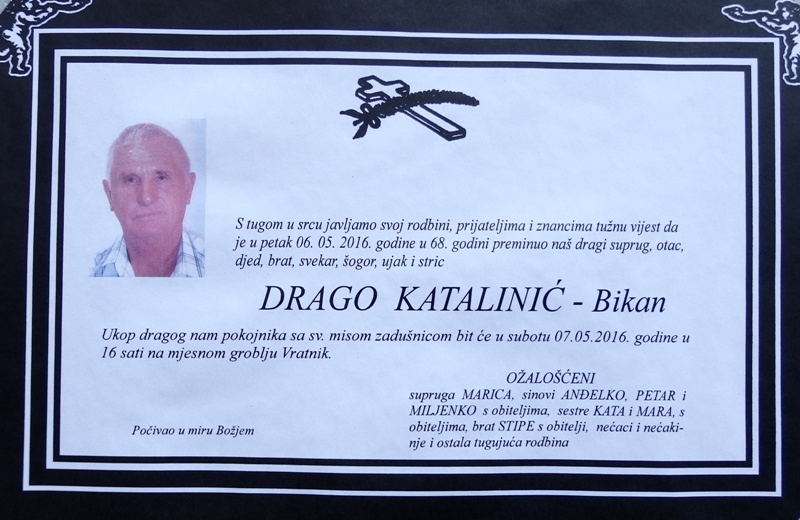 S tugom u srcu javljamo svoj rodbini, prijateljima i znancima tužnu vijest da
je u petak 06. 05. 2016. godine u 68. godini preminuo naš dragi suprug, otac,
djed, brat, svekar, šogor, ujak i stric
DRAGO KATALINIĆ - Bikan
Ukop dragog nam pokojnika sa sv. misom zadušnicom bit će u subotu 07.05.2016. godine u
16 sati na mjesnom groblju Vratnik.
OŽALOŠĆENI
supruga MARICA, sinovi ANĐELKO, PETAR i
MILJENKO s obiteljima, sestre KATA i MARA, s
obiteljima, brat STIPE s obitelji, nećaci i nećaki-
nje i ostala tugujuća rodbina
Počivao u miru Božjem